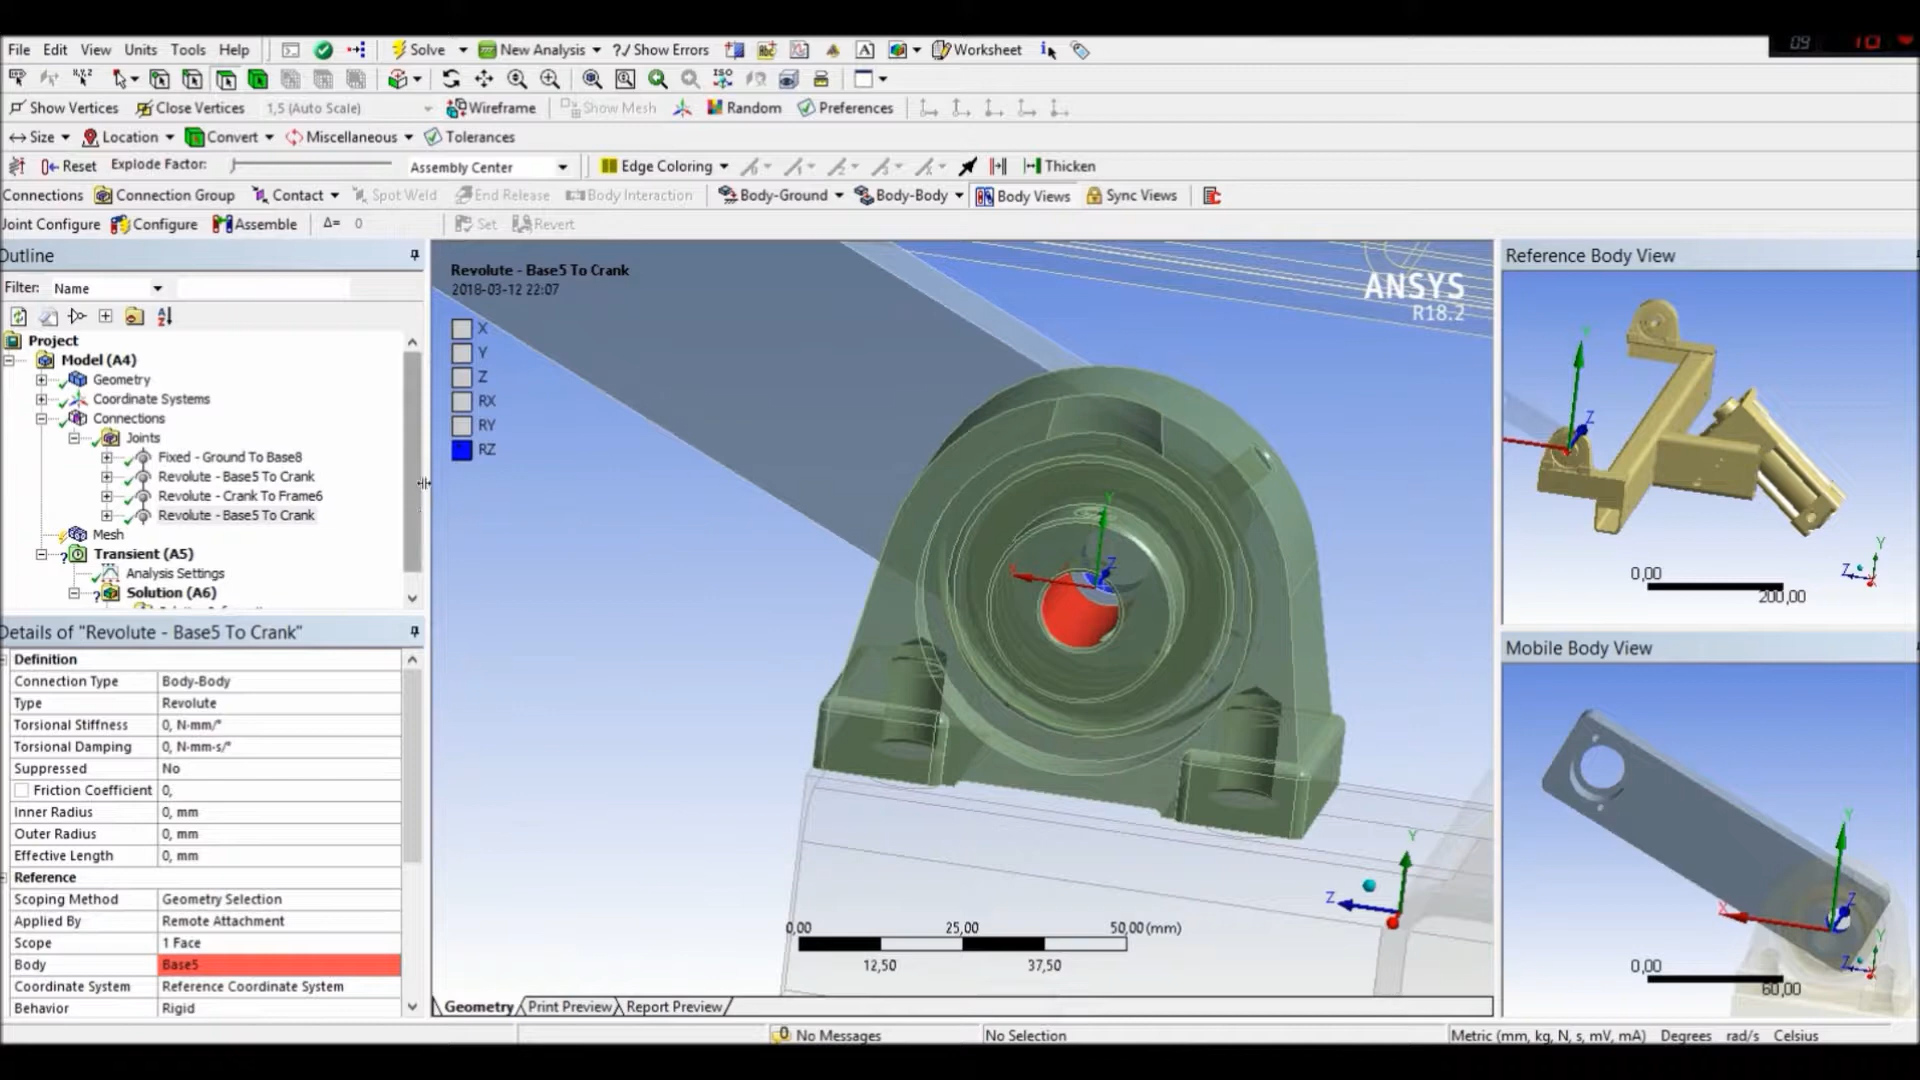 09 10
File Edit View Units Tools Help Solve New Analysis ?/ Show Errors A Worksheet
ISO
Show Vertices Close Vertices 1,5 (Auto Scale) Wireframe Show Mesh Random Preferences
Size Location Convert Miscellaneous Tolerances
Reset Explode Factor: Assembly Center Edge Coloring Thicken
Connections Connection Group Contact Spot Weld End Release Body Interaction Body-Ground Body-Body Body Views Sync Views
Joint Configure Configure Assemble Δ= 0 Set Revert
Outline
Filter: Name
Project
Model (A4)
Geometry
Coordinate Systems
Connections
Joints
Fixed - Ground To Base8
Revolute - Base5 To Crank
Revolute - Crank To Frame6
Revolute - Base5 To Crank
Mesh
Transient (A5)
Analysis Settings
Solution (A6)
Details of "Revolute - Base5 To Crank"
Definition
Connection Type Body-Body
Type Revolute
Torsional Stiffness 0, N·mm/°
Torsional Damping 0, N·mm·s/°
Suppressed No
Friction Coefficient 0,
Inner Radius 0, mm
Outer Radius 0, mm
Effective Length 0, mm
Reference
Scoping Method Geometry Selection
Applied By Remote Attachment
Scope 1 Face
Body Base5
Coordinate System Reference Coordinate System
Behavior Rigid
Revolute - Base5 To Crank
2018-03-12 22:07
X
Y
Z
RX
RY
RZ
ANSYS
R18.2
Y
X Z
Y
Z
0,00 25,00 50,00 (mm)
12,50 37,50
Geometry Print Preview Report Preview
Reference Body View
Y
Z
Y
Z
0,00
200,00
Mobile Body View
Y
Z
X
Y
Z
0,00
60,00
No Messages No Selection Metric (mm, kg, N, s, mV, mA) Degrees rad/s Celsius